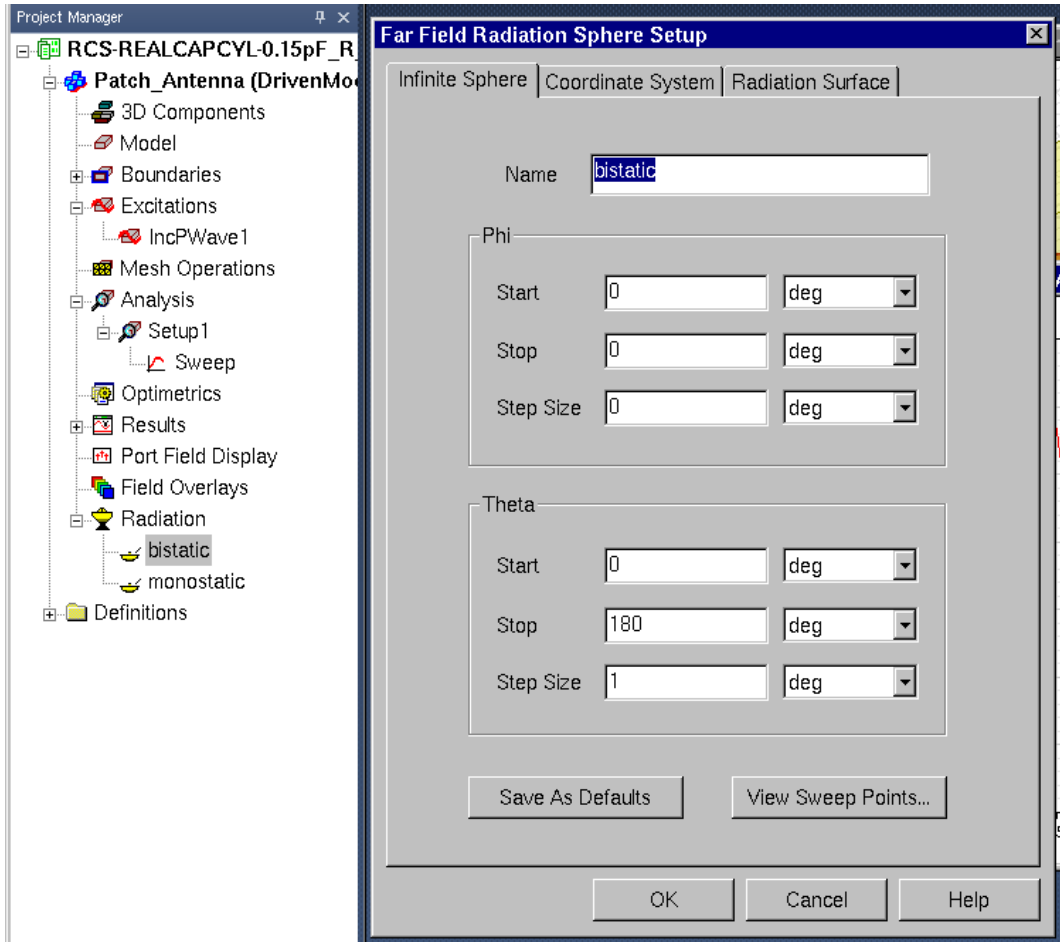 Project Manager
RCS-REALCAPCYL-0.15pF_R
Patch_Antenna (DrivenMo
3D Components
Model
Boundaries
Excitations
IncPWave1
Mesh Operations
Analysis
Setup1
Sweep
Optimetrics
Results
Port Field Display
Field Overlays
Radiation
bistatic
monostatic
Definitions
Far Field Radiation Sphere Setup
Infinite Sphere Coordinate System Radiation Surface
Name bistatic
Phi
Start 0 deg
Stop 0 deg
Step Size 0 deg
Theta
Start 0 deg
Stop 180 deg
Step Size 1 deg
Save As Defaults View Sweep Points...
OK Cancel Help